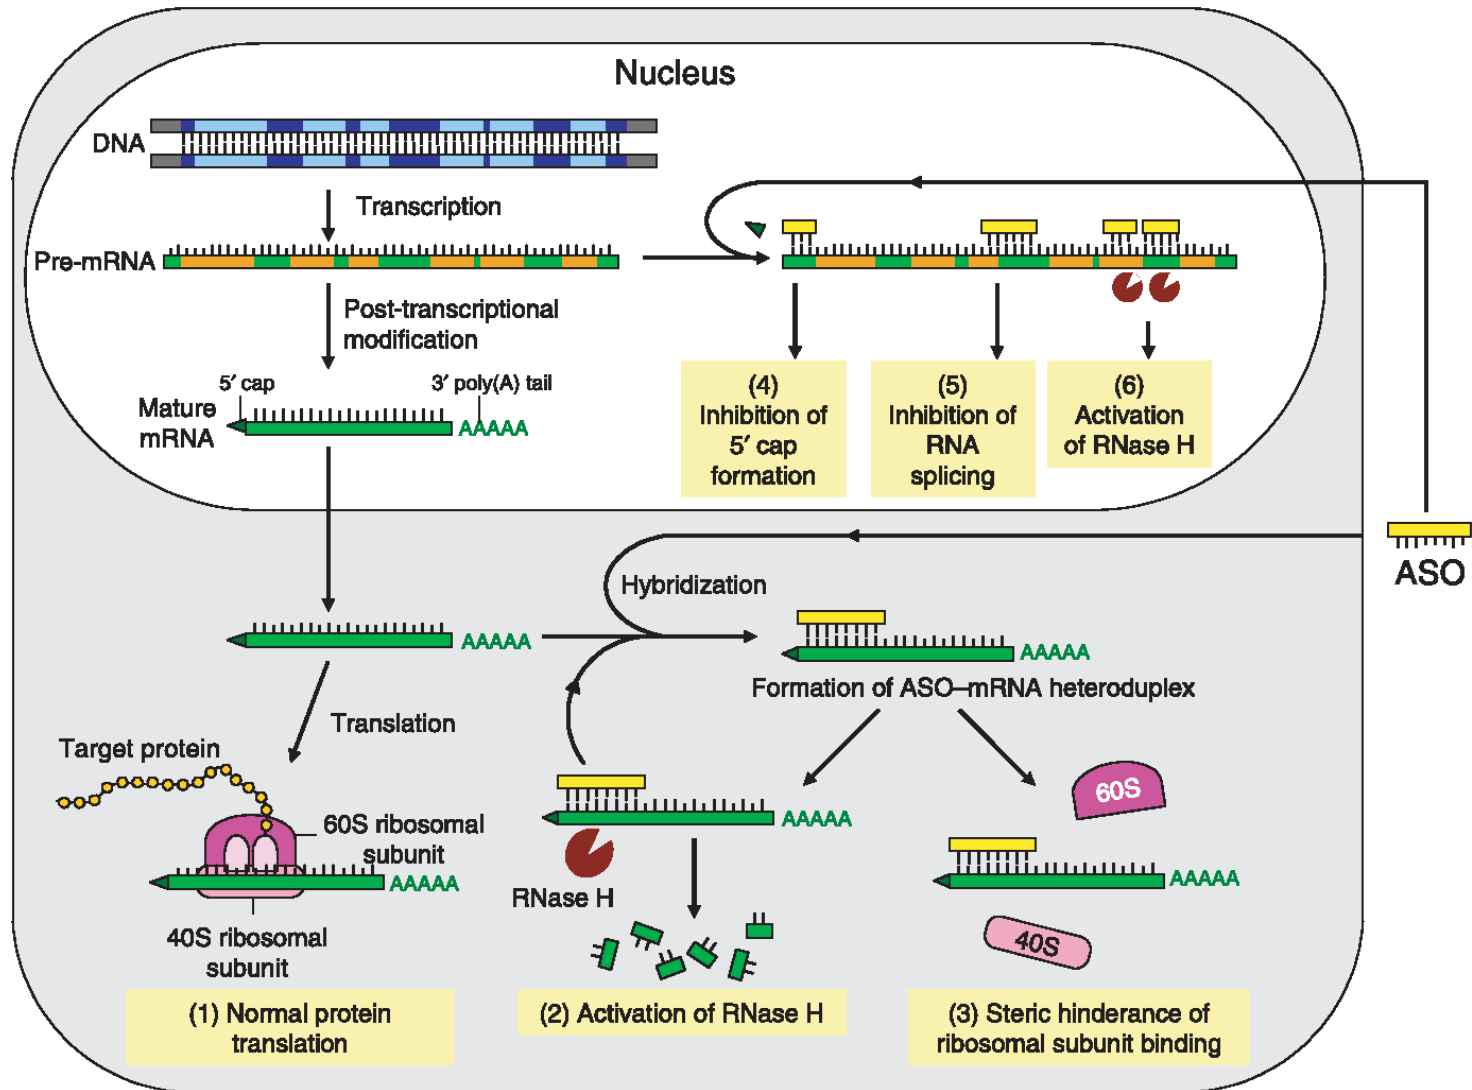 Nucleus
DNA
Transcription
Pre-mRNA
Post-transcriptional
modification
5′ cap
3′ poly(A) tail
Mature
mRNA
AAAAA
(4)
Inhibition of
5′ cap
formation
(5)
Inhibition of
RNA
splicing
(6)
Activation
of RNase H
ASO
Hybridization
AAAAA
AAAAA
Formation of ASO–mRNA heteroduplex
Translation
Target protein
60S ribosomal
subunit
AAAAA
40S ribosomal
subunit
(1) Normal protein
translation
AAAAA
RNase H
(2) Activation of RNase H
60S
AAAAA
40S
(3) Steric hinderance of
ribosomal subunit binding